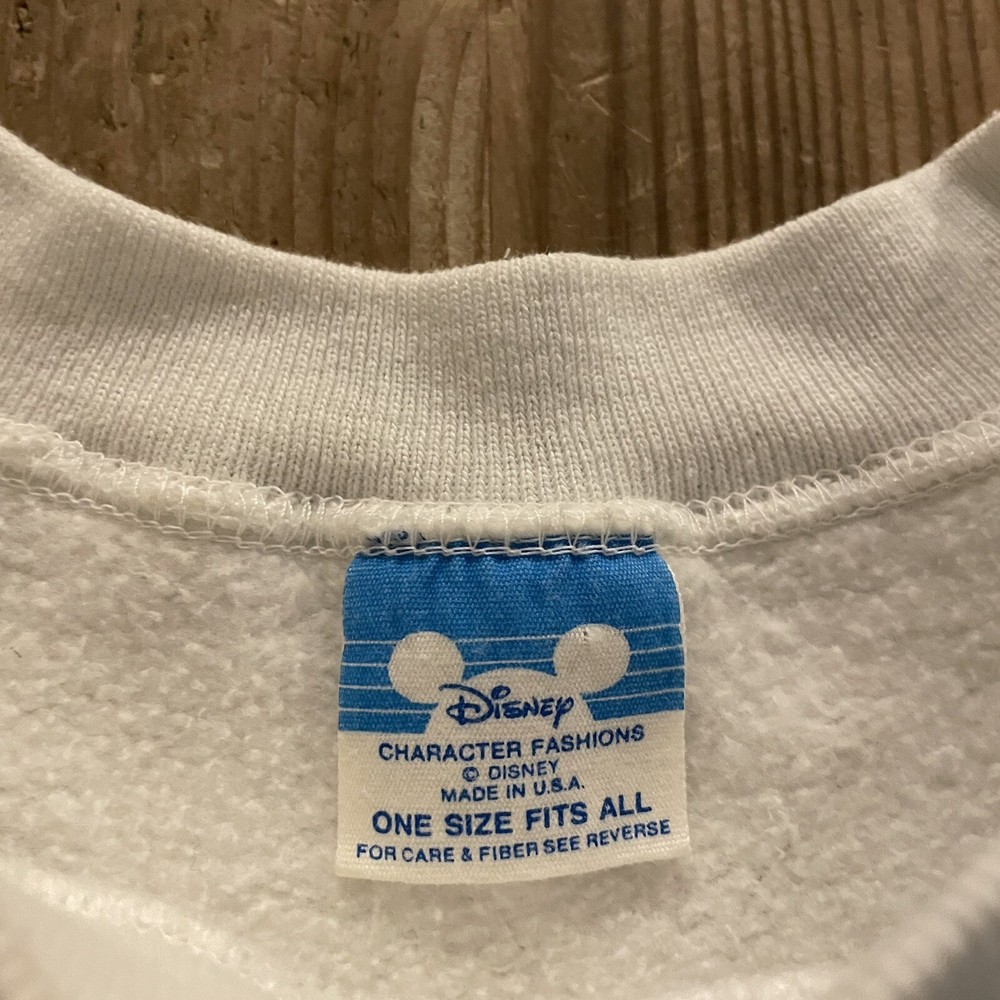 Disney
CHARACTER FASHIONS
© DISNEY
MADE IN U.S.A.
ONE SIZE FITS ALL
FOR CARE & FIBER SEE REVERSE